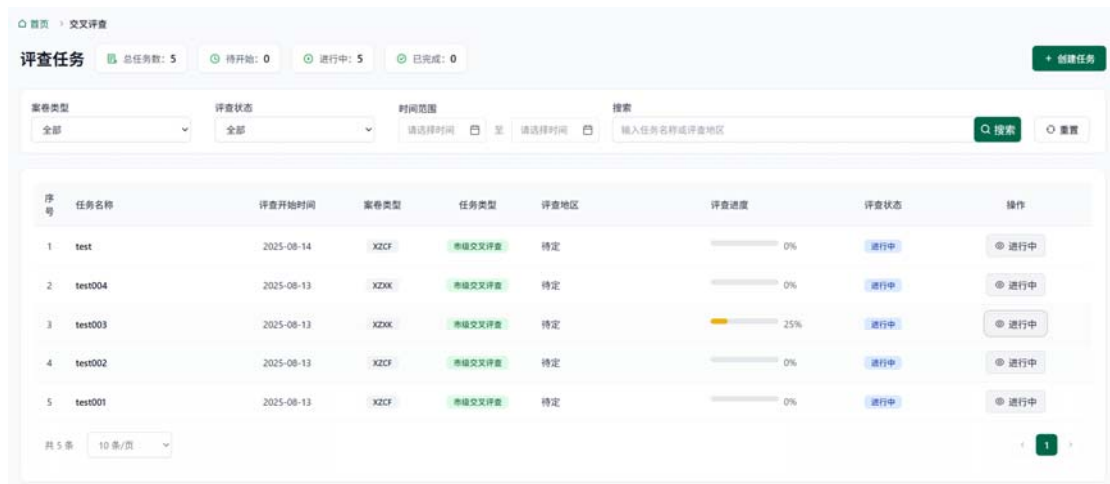 首页 > 交叉评查
评查任务 总任务数: 5 待开始: 0 进行中: 5 已完成: 0 + 创建任务
案卷类型 评查状态 时间范围 搜索
全部 全部 请选择时间 至 请选择时间 输入任务名称或评查地区 搜索 重置
序号 任务名称 评查开始时间 案卷类型 任务类型 评查地区 评查进度 评查状态 操作
1 test 2025-08-14 XZCF 市级交叉评查 待定 0% 进行中 进行中
2 test004 2025-08-13 XZXK 市级交叉评查 待定 0% 进行中 进行中
3 test003 2025-08-13 XZXK 市级交叉评查 待定 25% 进行中 进行中
4 test002 2025-08-13 XZCF 市级交叉评查 待定 0% 进行中 进行中
5 test001 2025-08-13 XZCF 市级交叉评查 待定 0% 进行中 进行中
共 5 条 10 条/页 < 1 >